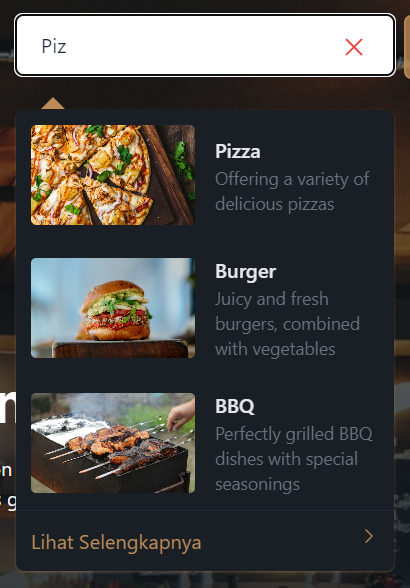 Piz
Pizza
Offering a variety of
delicious pizzas
Burger
Juicy and fresh
burgers, combined
with vegetables
BBQ
Perfectly grilled BBQ
dishes with special
seasonings
Lihat Selengkapnya